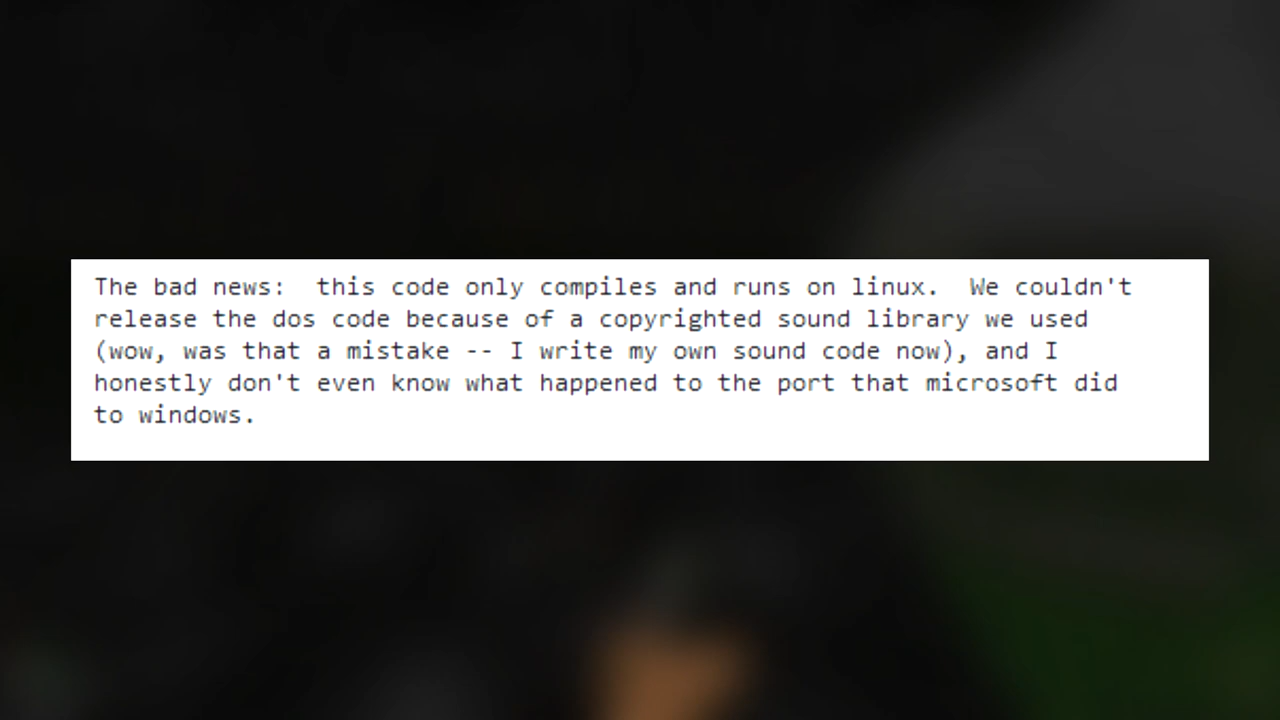 The bad news:  this code only compiles and runs on linux.  We couldn't
release the dos code because of a copyrighted sound library we used
(wow, was that a mistake -- I write my own sound code now), and I
honestly don't even know what happened to the port that microsoft did
to windows.